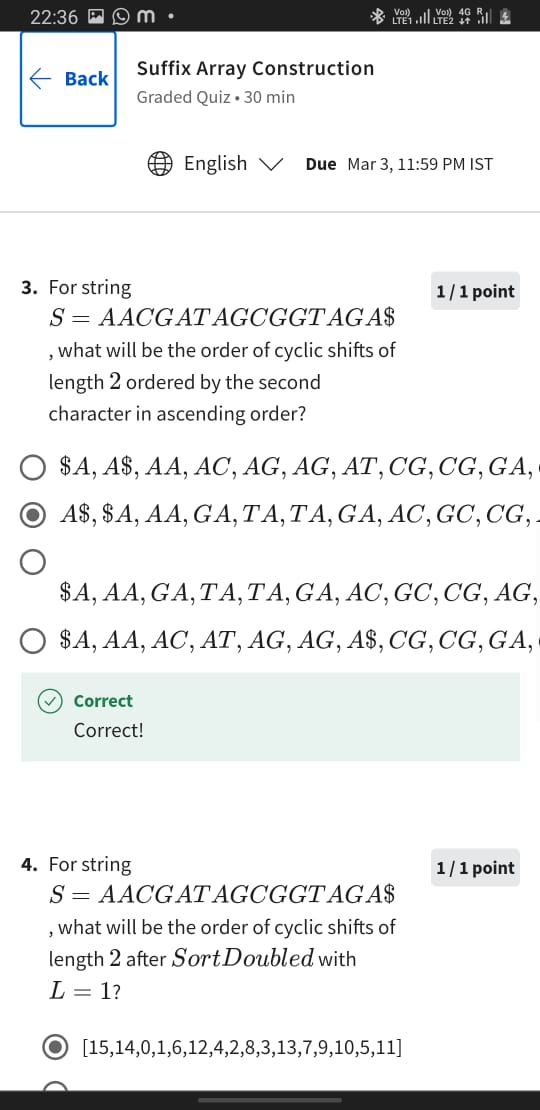 22:36 m • Vo)) LTE1 Vo)) LTE2 4G R
← Back
Suffix Array Construction
Graded Quiz • 30 min
English Due Mar 3, 11:59 PM IST
3. For string
1 / 1 point
S = AACGATAGCGGTAGA$
, what will be the order of cyclic shifts of
length 2 ordered by the second
character in ascending order?
$A, A$, AA, AC, AG, AG, AT, CG, CG, GA,
A$, $A, AA, GA, TA, TA, GA, AC, GC, CG,
$A, AA, GA, TA, TA, GA, AC, GC, CG, AG,
$A, AA, AC, AT, AG, AG, A$, CG, CG, GA,
Correct
Correct!
4. For string
1 / 1 point
S = AACGATAGCGGTAGA$
, what will be the order of cyclic shifts of
length 2 after SortDoubled with
L = 1?
[15,14,0,1,6,12,4,2,8,3,13,7,9,10,5,11]